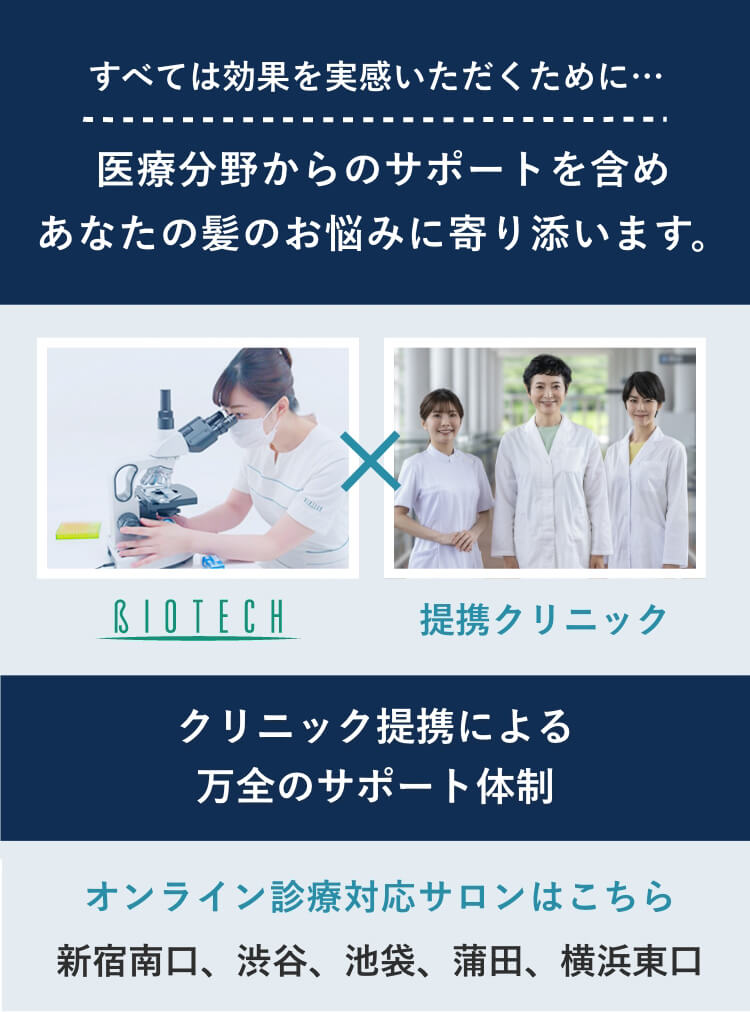 すべては効果を実感いただくために…
医療分野からのサポートを含め
あなたの髪のお悩みに寄り添います。
BIOTECH
提携クリニック
クリニック提携による
万全のサポート体制
オンライン診療対応サロンはこちら
新宿南口、渋谷、池袋、蒲田、横浜東口